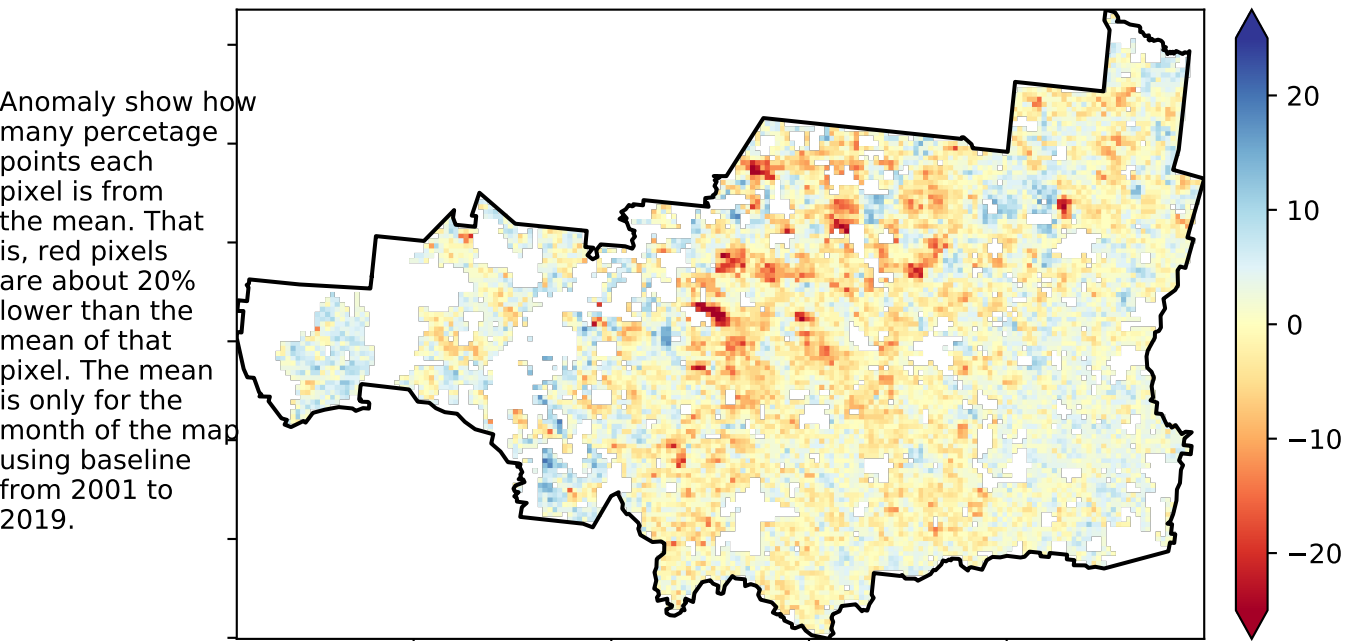 Anomaly show how
many percetage
points each
pixel is from
the mean. That
is, red pixels
are about 20%
lower than the
mean of that
pixel. The mean
is only for the
month of the map
using baseline
from 2001 to
2019.
20
10
0
−10
−20